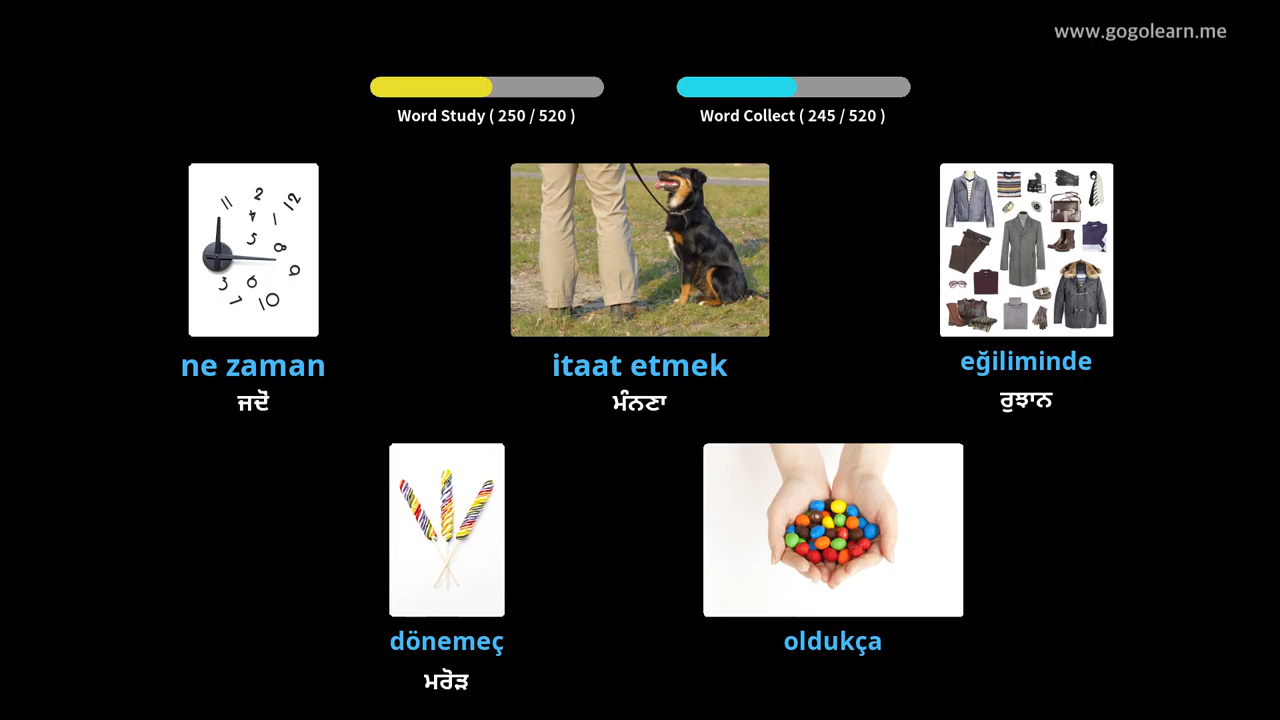 www.gogolearn.me
Word Study ( 250 / 520 )
Word Collect ( 245 / 520 )
ne zaman
ਜਦੋਂ
itaat etmek
ਮੰਨਣਾ
eğiliminde
ਰੁਝਾਨ
dönemeç
ਮਰੋੜ
oldukça